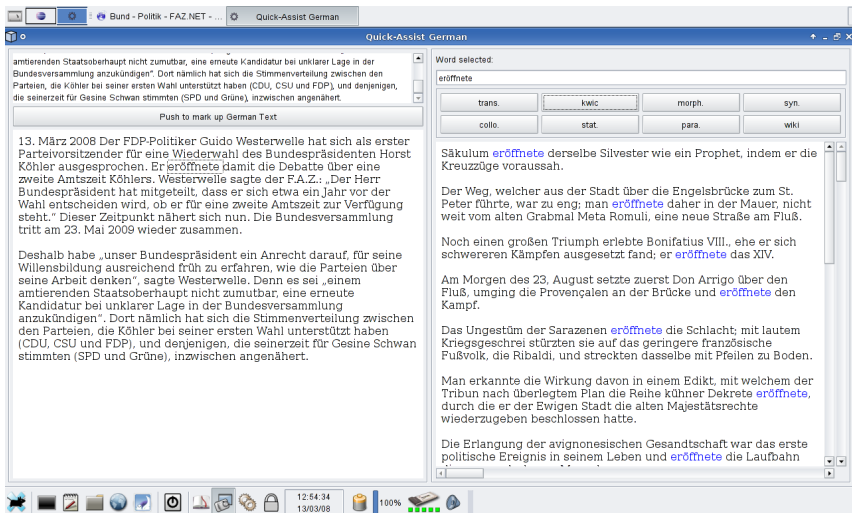 Bund - Politik - FAZ.NET - ...
Quick-Assist German
Quick-Assist German
amtierenden Staatsoberhaupt nicht zumutbar, eine erneute Kandidatur bei unklarer Lage in der
Bundesversammlung anzukündigen". Dort nämlich hat sich die Stimmenverteilung zwischen den
Parteien, die Köhler bei seiner ersten Wahl unterstützt haben (CDU, CSU und FDP), und denjenigen,
die seinerzeit für Gesine Schwan stimmten (SPD und Grüne), inzwischen angenähert.
Push to mark up German Text
13. März 2008 Der FDP-Politiker Guido Westerwelle hat sich als erster
Parteivorsitzender für eine Wiederwahl des Bundespräsidenten Horst
Köhler ausgesprochen. Er eröffnete damit die Debatte über eine
zweite Amtszeit Köhlers. Westerwelle sagte der F.A.Z.: „Der Herr
Bundespräsident hat mitgeteilt, dass er sich etwa ein Jahr vor der
Wahl entscheiden wird, ob er für eine zweite Amtszeit zur Verfügung
steht." Dieser Zeitpunkt nähert sich nun. Die Bundesversammlung
tritt am 23. Mai 2009 wieder zusammen.
Deshalb habe „unser Bundespräsident ein Anrecht darauf, für seine
Willensbildung ausreichend früh zu erfahren, wie die Parteien über
seine Arbeit denken", sagte Westerwelle. Denn es sei „einem
amtierenden Staatsoberhaupt nicht zumutbar, eine erneute
Kandidatur bei unklarer Lage in der Bundesversammlung
anzukündigen". Dort nämlich hat sich die Stimmenverteilung zwischen
den Parteien, die Köhler bei seiner ersten Wahl unterstützt haben
(CDU, CSU und FDP), und denjenigen, die seinerzeit für Gesine Schwan
stimmten (SPD und Grüne), inzwischen angenähert.
Word selected:
eröffnete
trans. kwic morph. syn.
collo. stat. para. wiki
Säkulum eröffnete derselbe Silvester wie ein Prophet, indem er die
Kreuzzüge voraussah.
Der Weg, welcher aus der Stadt über die Engelsbrücke zum St.
Peter führte, war zu eng; man eröffnete daher in der Mauer, nicht
weit vom alten Grabmal Meta Romuli, eine neue Straße am Fluß.
Noch einen großen Triumph erlebte Bonifatius VIII., ehe er sich
schwereren Kämpfen ausgesetzt fand; er eröffnete das XIV.
Am Morgen des 23, August setzte zuerst Don Arrigo über den
Fluß, umging die Provençalen an der Brücke und eröffnete den
Kampf.
Das Ungestüm der Sarazenen eröffnete die Schlacht; mit lautem
Kriegsgeschrei stürzten sie auf das geringere französische
Fußvolk, die Ribaldi, und streckten dasselbe mit Pfeilen zu Boden.
Man erkannte die Wirkung davon in einem Edikt, mit welchem der
Tribun nach überlegtem Plan die Reihe kühner Dekrete eröffnete,
durch die er der Ewigen Stadt die alten Majestätsrechte
wiederzugeben beschlossen hatte.
Die Erlangung der avignonesischen Gesandtschaft war das erste
politische Ereignis in seinem Leben und eröffnete die Laufbahn
12:54:34
13/03/08
100%